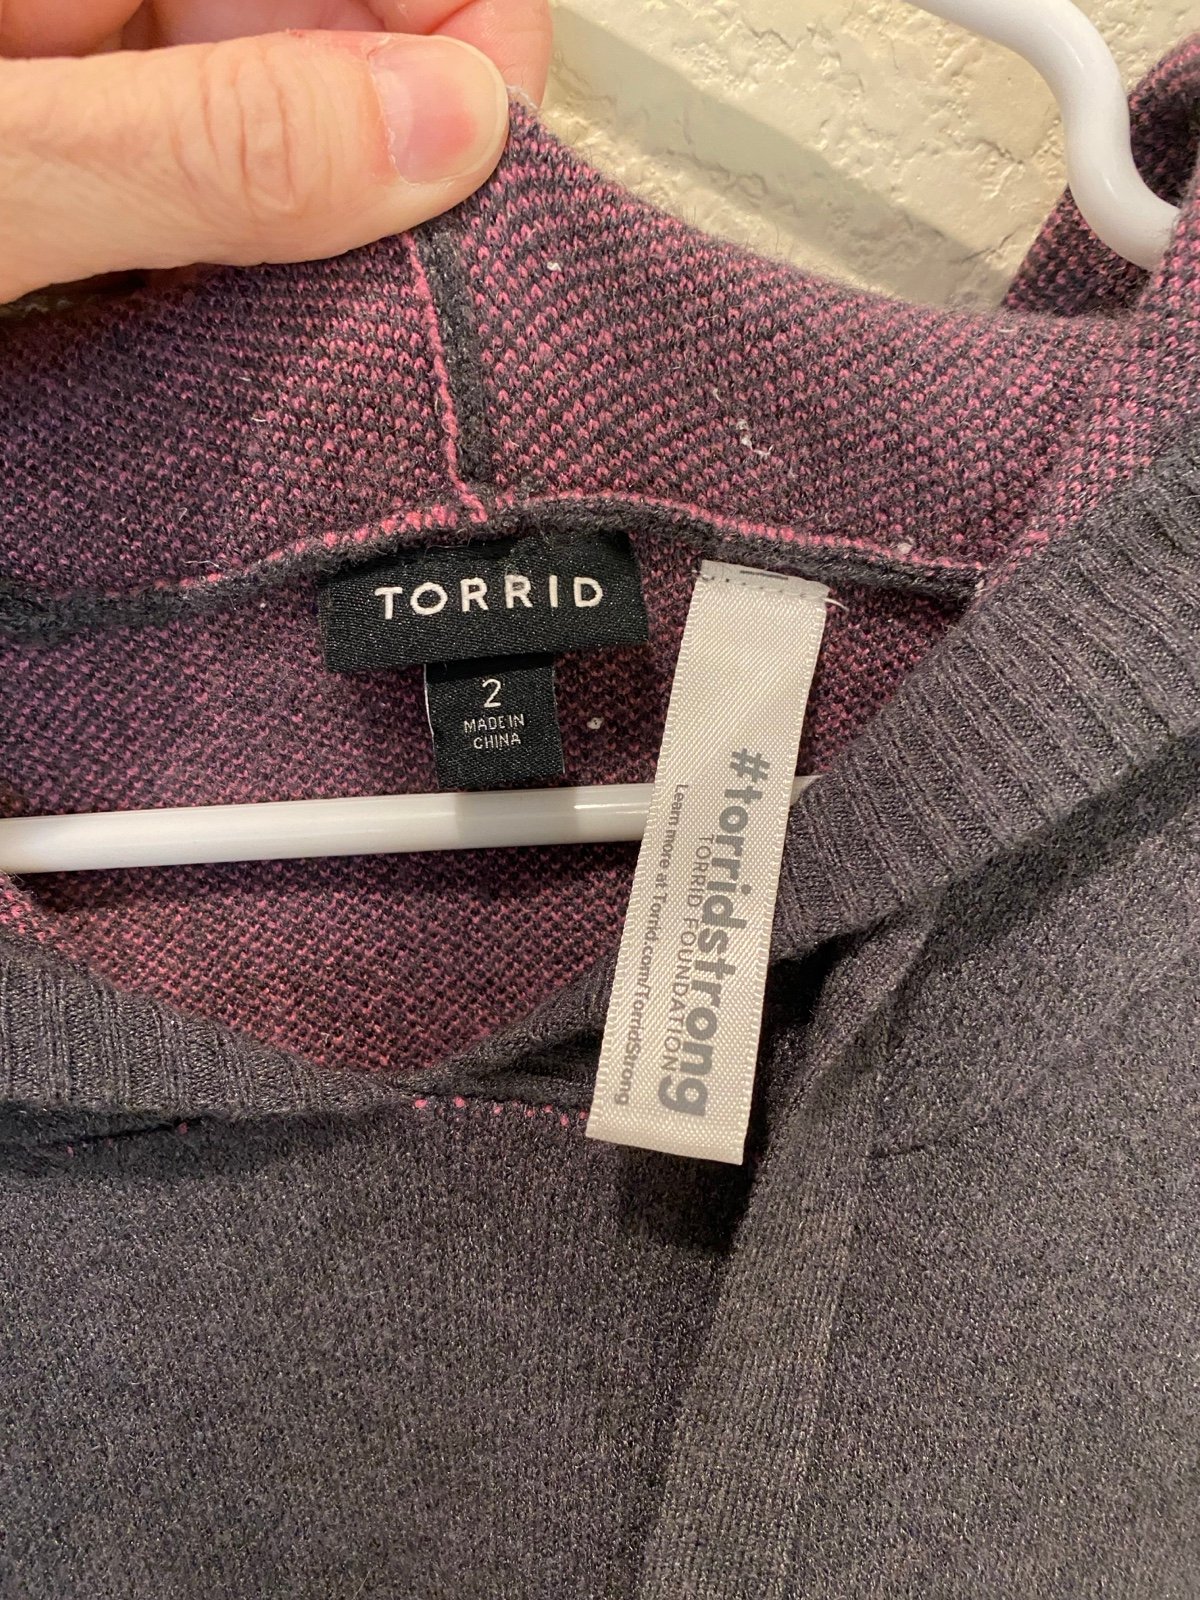 TORRID
2
MADE IN
CHINA
#torridstrong
TORRID FOUNDATION
Learn more at Torrid.com/TorridStrong